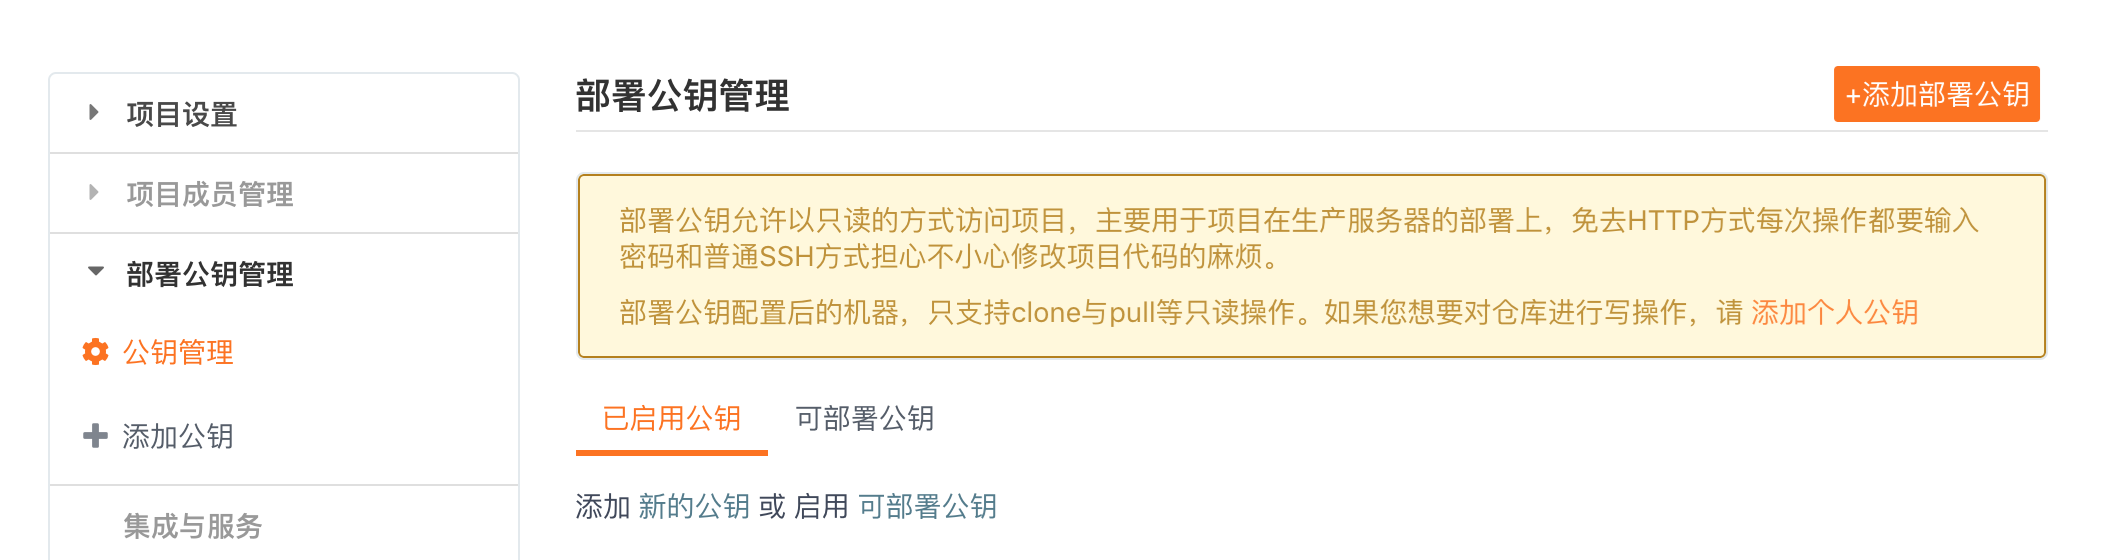 项目设置
项目成员管理
部署公钥管理
公钥管理
添加公钥
集成与服务
部署公钥管理
+添加部署公钥
部署公钥允许以只读的方式访问项目，主要用于项目在生产服务器的部署上，免去HTTP方式每次操作都要输入
密码和普通SSH方式担心不小心修改项目代码的麻烦。
部署公钥配置后的机器，只支持clone与pull等只读操作。如果您想要对仓库进行写操作，请 添加个人公钥
已启用公钥
可部署公钥
添加 新的公钥 或 启用 可部署公钥